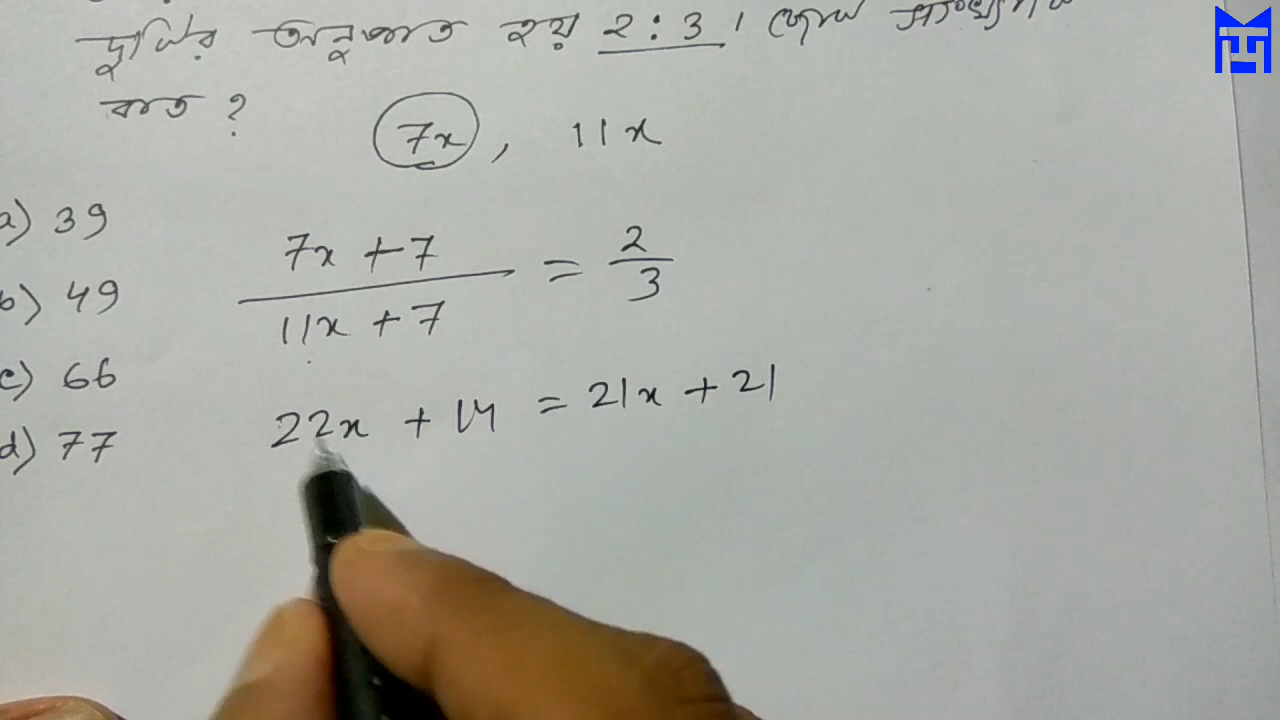 দুটির অনুপাত হয় ২ : 3 । ছোট সংখ্যাটি
কত ?
7x , 11x
a) 39
b) 49
c) 66
d) 77
7x + 7 / 11x + 7 = 2/3
22x + 14 = 21x + 21